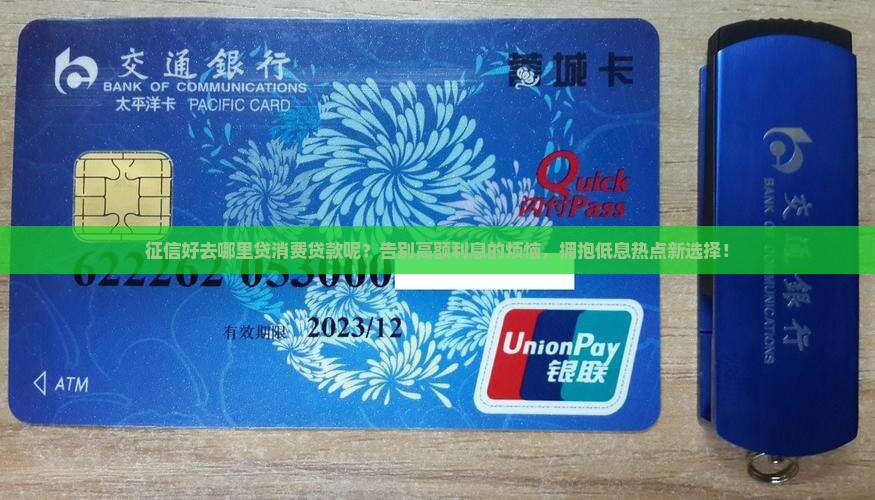 交通銀行
BANK OF COMMUNICATIONS
太平洋卡 PACIFIC CARD
蓉城卡
Quick
闪付Pass
征信好去哪里贷消费贷款呢？告别高额利息的烦恼，拥抱低息热点新选择！
有效期限 2023/12
UnionPay
银联
ATM
交通銀行
BANK OF COMMUNICATIONS